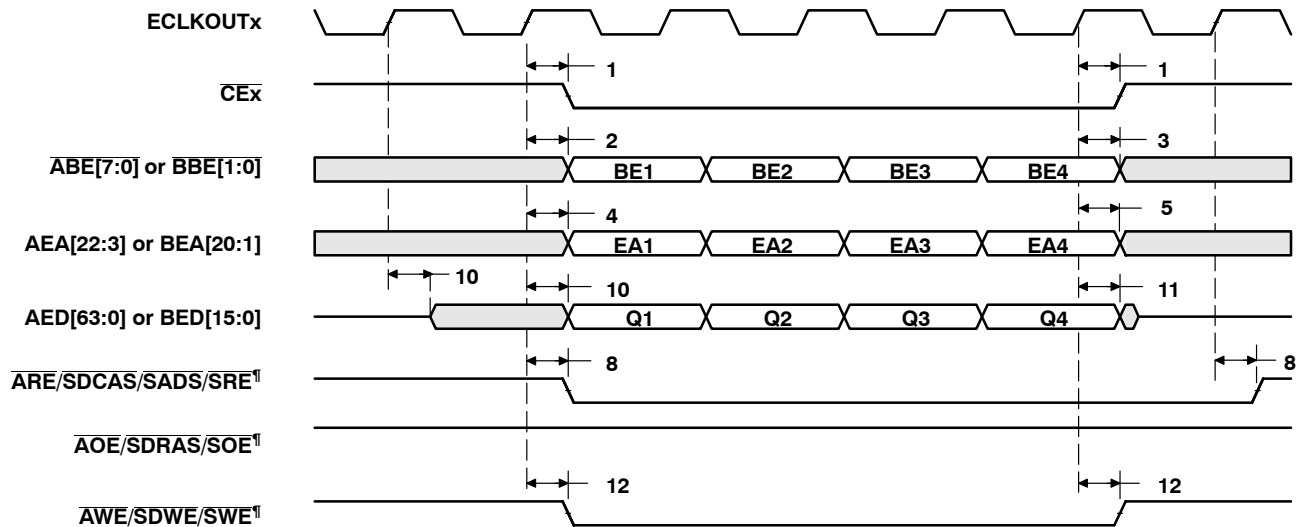 ECLKOUTx
1 1
CEx
2 3
ABE[7:0] or BBE[1:0]
BE1 BE2 BE3 BE4
4 5
AEA[22:3] or BEA[20:1]
EA1 EA2 EA3 EA4
10 10 11
AED[63:0] or BED[15:0]
Q1 Q2 Q3 Q4
8 8
ARE/SDCAS/SADS/SRE¶
AOE/SDRAS/SOE¶
12 12
AWE/SDWE/SWE¶